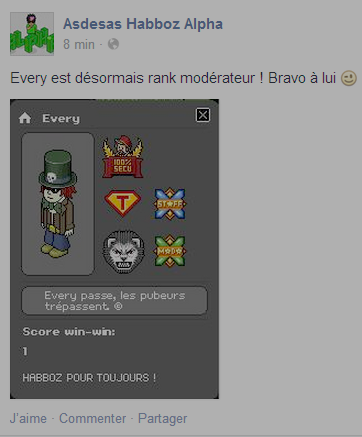 Asdesas Habboz Alpha
8 min ·
Every est désormais rank modérateur ! Bravo à lui
Every
100%
SECU
T
STAFF
MODO
Every passe, les pubeurs
trépassent. ©
Score win-win:
1
HABBOZ POUR TOUJOURS !
J'aime · Commenter · Partager